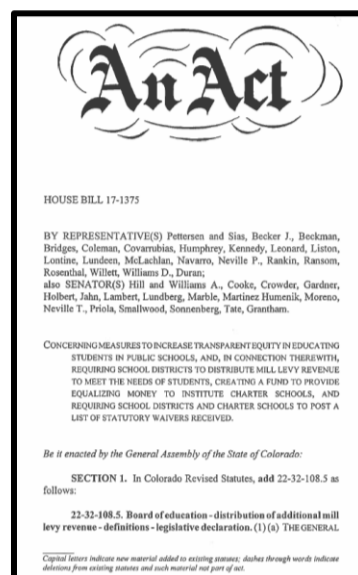 An Act
HOUSE BILL 17-1375
BY REPRESENTATIVE(S) Pettersen and Sias, Becker J., Beckman,
Bridges, Coleman, Covarrubias, Humphrey, Kennedy, Leonard, Liston,
Lontine, Lundeen, McLachlan, Navarro, Neville P., Rankin, Ransom,
Rosenthal, Willett, Williams D., Duran;
also SENATOR(S) Hill and Williams A., Cooke, Crowder, Gardner,
Holbert, Jahn, Lambert, Lundberg, Marble, Martinez Humenik, Moreno,
Neville T., Priola, Smallwood, Sonnenberg, Tate, Grantham.
CONCERNING MEASURES TO INCREASE TRANSPARENT EQUITY IN EDUCATING
STUDENTS IN PUBLIC SCHOOLS, AND, IN CONNECTION THEREWITH,
REQUIRING SCHOOL DISTRICTS TO DISTRIBUTE MILL LEVY REVENUE
TO MEET THE NEEDS OF STUDENTS, CREATING A FUND TO PROVIDE
EQUALIZING MONEY TO INSTITUTE CHARTER SCHOOLS, AND
REQUIRING SCHOOL DISTRICTS AND CHARTER SCHOOLS TO POST A
LIST OF STATUTORY WAIVERS RECEIVED.
Be it enacted by the General Assembly of the State of Colorado:
SECTION 1. In Colorado Revised Statutes, add 22-32-108.5 as
follows:
22-32-108.5. Board of education - distribution of additional mill
levy revenue - definitions - legislative declaration. (1) (a) THE GENERAL
Capital letters indicate new material added to existing statutes; dashes through words indicate
deletions from existing statutes and such material not part of act.